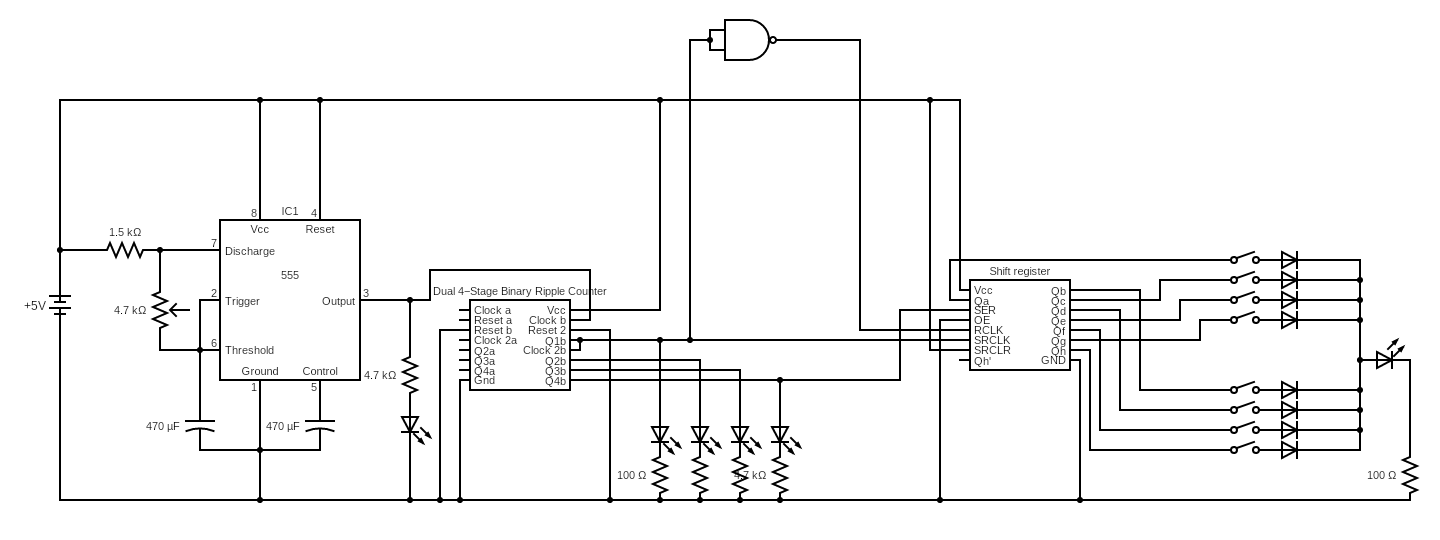 +5V
1.5 kΩ
4.7 kΩ
8
IC1
4
Vcc
Reset
7
Discharge
555
2
Trigger
Output
3
6
Threshold
Ground
Control
1
5
470 µF
470 µF
4.7 kΩ
Dual 4−Stage Binary Ripple Counter
Clock a
Reset a
Reset b
Clock 2a
Q2a
Q3a
Q4a
Gnd
Vcc
Clock b
Reset 2
Q1b
Clock 2b
Q2b
Q3b
Q4b
100 Ω
4.7 kΩ
Shift register
Vcc
Qa
SER
OE
RCLK
SRCLK
SRCLR
Qh'
Qb
Qc
Qd
Qe
Qf
Qg
Qh
GND
100 Ω